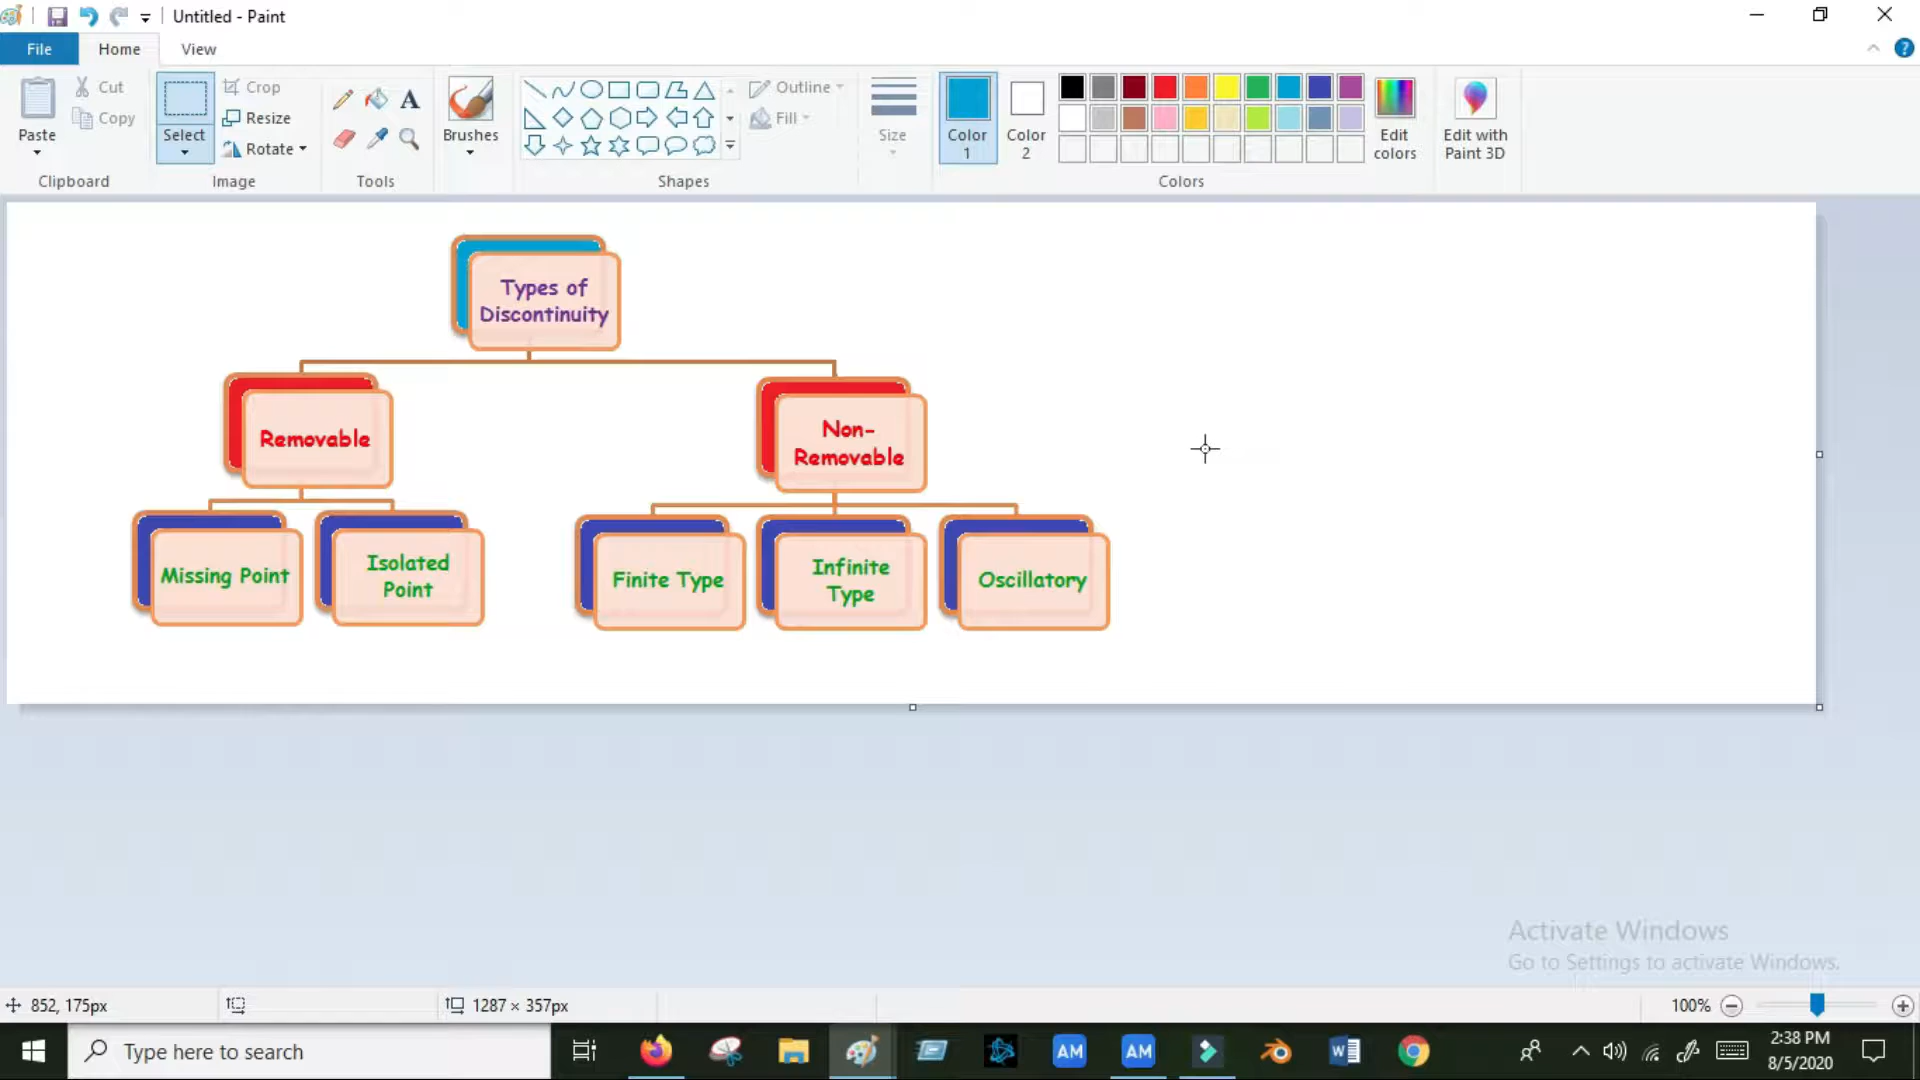 Untitled - Paint
File
Home
View
Paste
Cut
Copy
Clipboard
Select
Crop
Resize
Rotate
Image
Tools
Brushes
Shapes
Outline
Fill
Size
Color
1
Color
2
Colors
Edit
colors
Edit with
Paint 3D
Types of
Discontinuity
Removable
Non-
Removable
Missing Point
Isolated
Point
Finite Type
Infinite
Type
Oscillatory
Activate Windows
Go to Settings to activate Windows.
852, 175px
1287 × 357px
100%
Type here to search
AM
AM
2:38 PM
8/5/2020